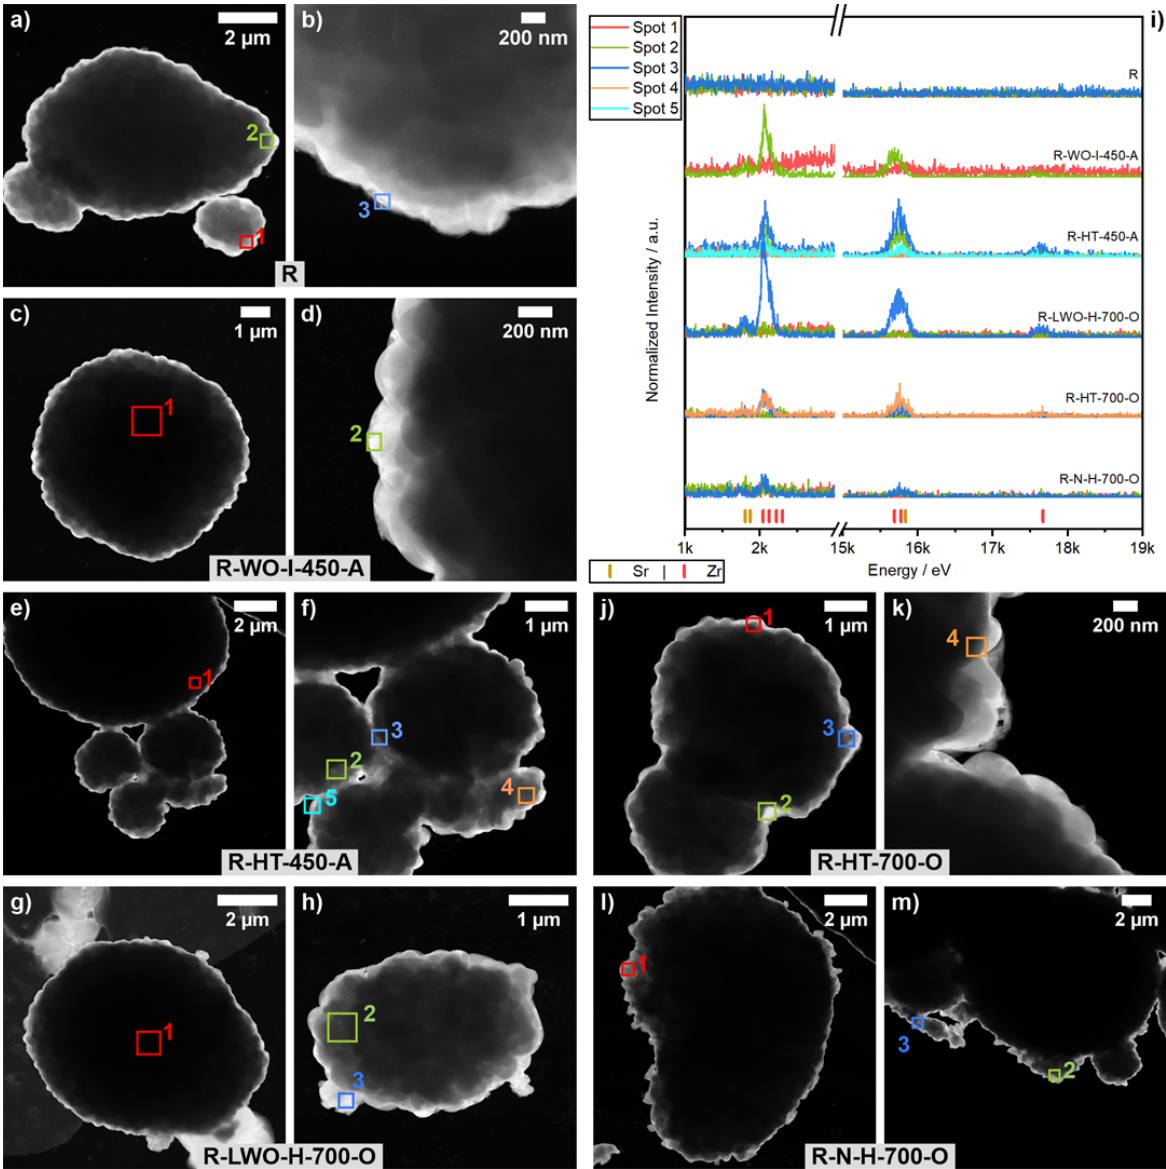 a)
2 µm
2
1
b)
200 nm
3
R
c)
1 µm
1
d)
200 nm
2
R-WO-I-450-A
e)
2 µm
1
f)
1 µm
3
2
5
4
R-HT-450-A
g)
2 µm
1
h)
1 µm
2
3
R-LWO-H-700-O
i)
Spot 1
Spot 2
Spot 3
Spot 4
Spot 5
Normalized Intensity / a.u.
R
R-WO-I-450-A
R-HT-450-A
R-LWO-H-700-O
R-HT-700-O
R-N-H-700-O
1k 2k 15k 16k 17k 18k 19k
Energy / eV
Sr | Zr
j)
1 µm
1
3
2
k)
200 nm
4
R-HT-700-O
l)
2 µm
1
m)
2 µm
3
2
R-N-H-700-O